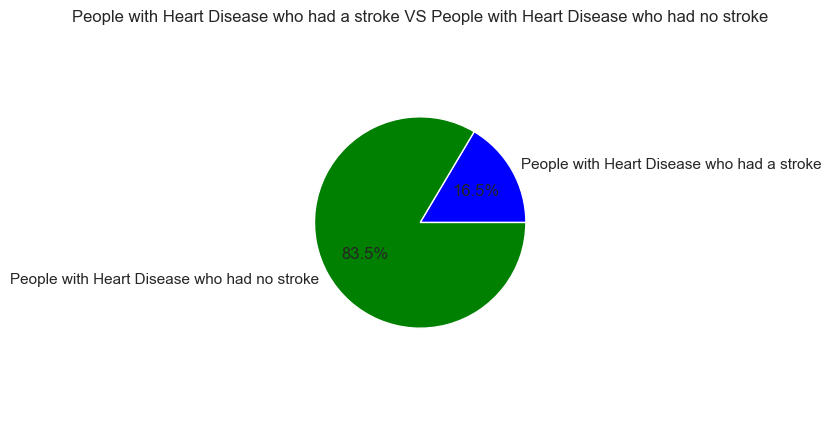 People with Heart Disease who had a stroke VS People with Heart Disease who had no stroke
People with Heart Disease who had a stroke
16.5%
83.5%
People with Heart Disease who had no stroke